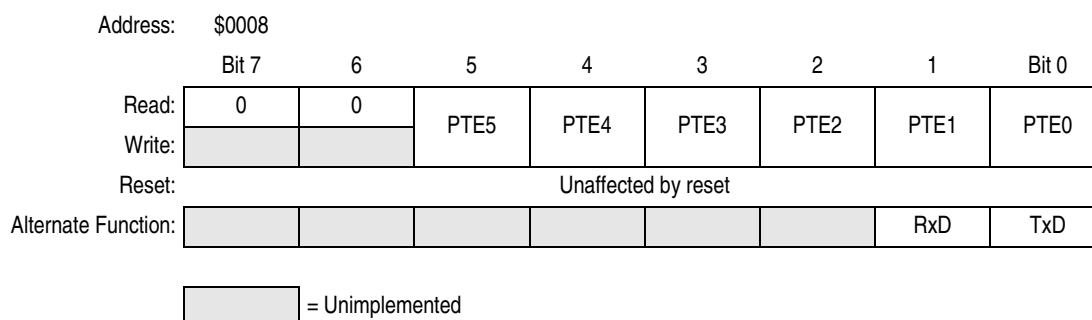 Address: $0008
Bit 7 6 5 4 3 2 1 Bit 0
Read: 0 0 PTE5 PTE4 PTE3 PTE2 PTE1 PTE0
Write:
Reset: Unaffected by reset
Alternate Function: RxD TxD
= Unimplemented